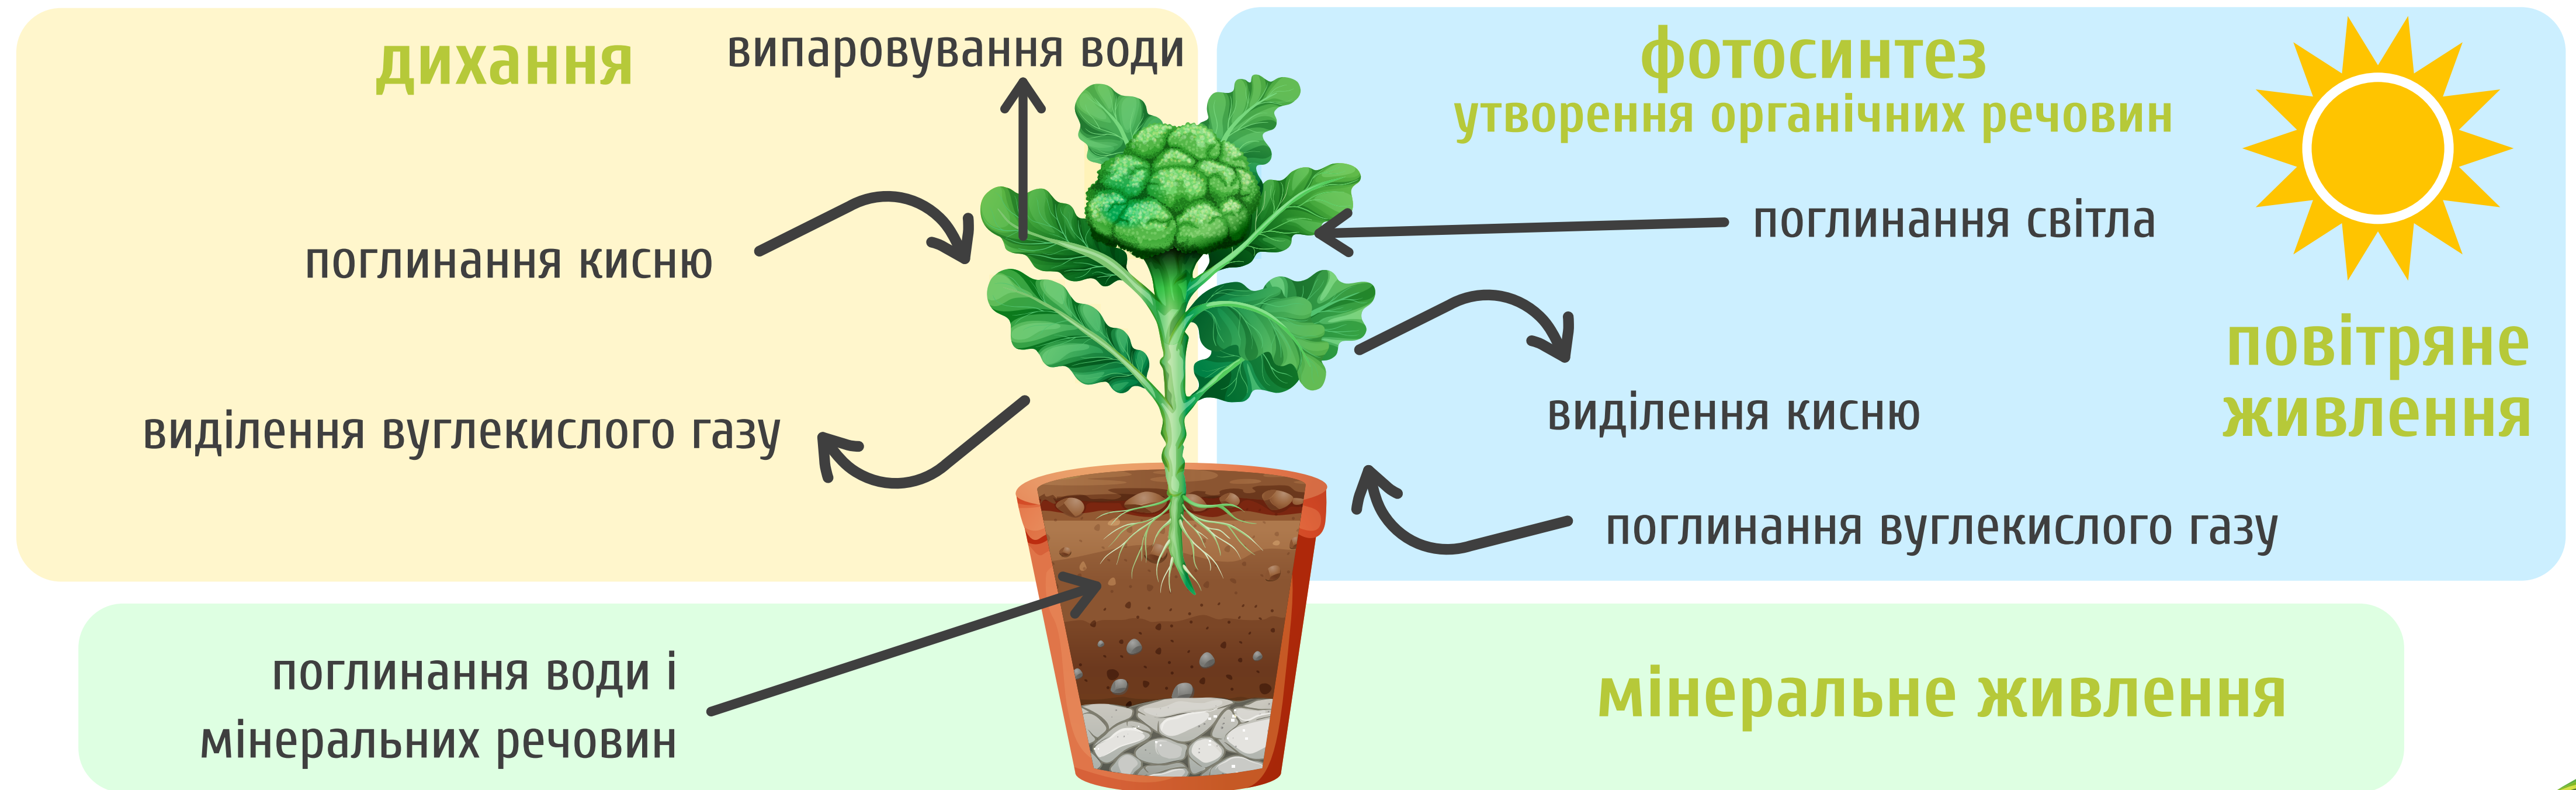 дихання
випаровування води
поглинання кисню
виділення вуглекислого газу
фотосинтез
утворення органічних речовин
поглинання світла
повітряне
живлення
виділення кисню
поглинання вуглекислого газу
поглинання води і
мінеральних речовин
мінеральне живлення